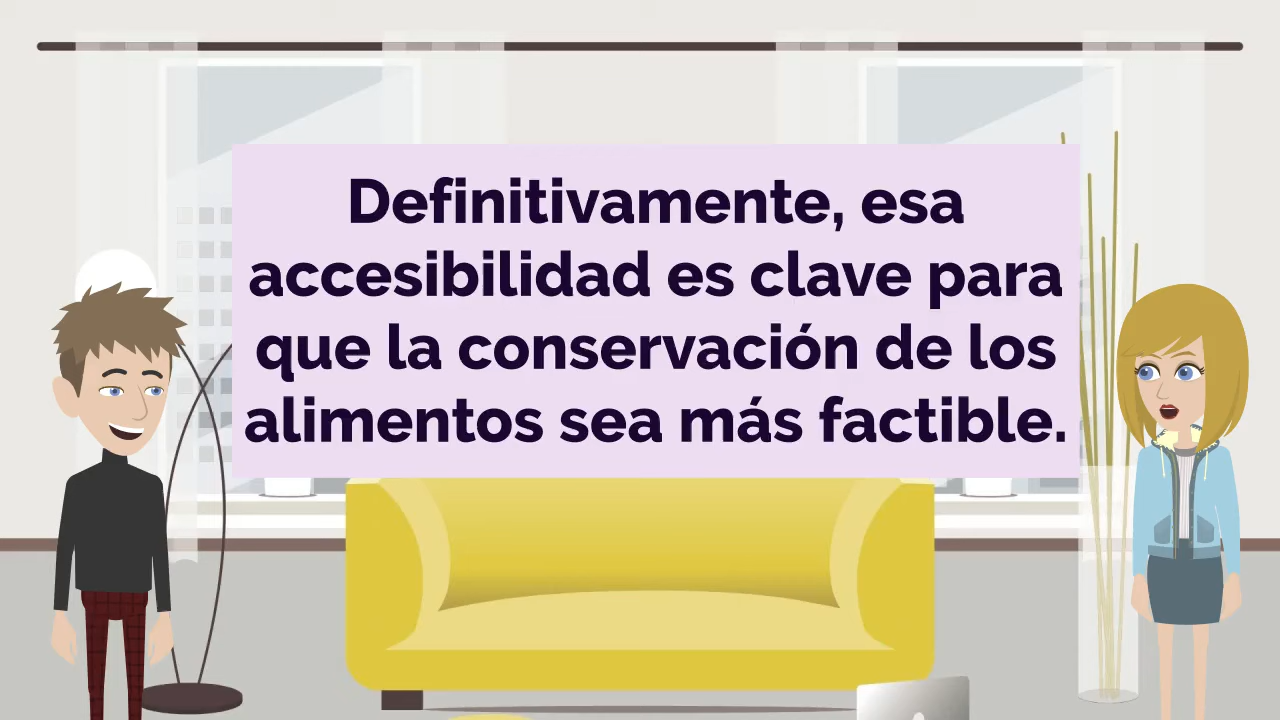 Definitivamente, esa
accesibilidad es clave para
que la conservación de los
alimentos sea más factible.